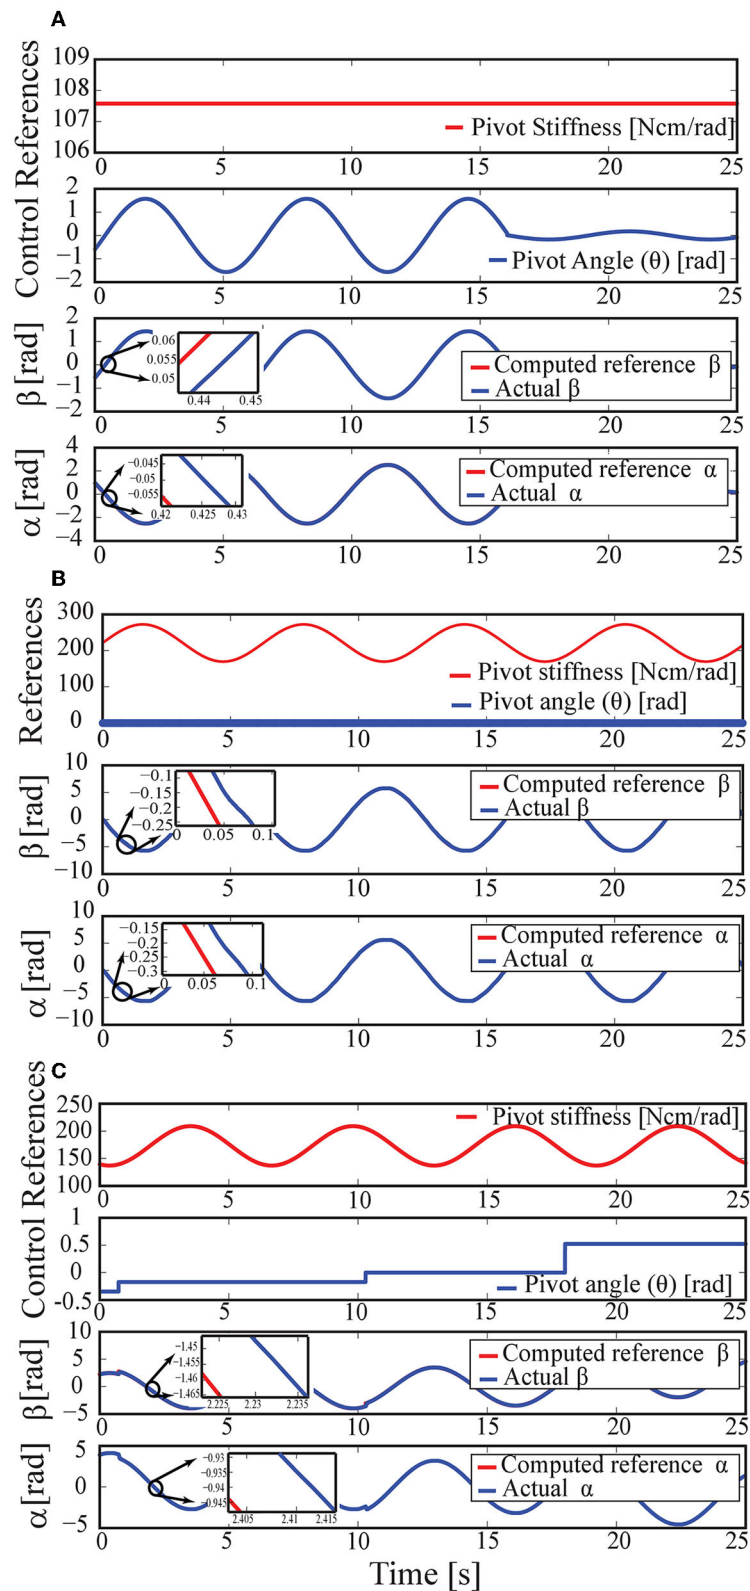 A
Control References
109
108
107
106
Pivot Stiffness [Ncm/rad]
0 5 10 15 20 25
2
1
0
−1
−2
Pivot Angle (θ) [rad]
0 5 10 15 20 25
β [rad]
2
1
0
−1
−2
0.06
0.055
0.05
0.44 0.45
Computed reference β
Actual β
0 5 10 15 20 25
α [rad]
4
2
0
−2
−4
−0.045
−0.05
−0.055
0.42 0.425 0.43
Computed reference α
Actual α
0 5 10 15 20 25
B
References
300
200
100
0
Pivot stiffness [Ncm/rad]
Pivot angle (θ) [rad]
0 5 10 15 20 25
β [rad]
10
5
0
−5
−10
−0.1
−0.15
−0.2
−0.25
0 0.05 0.1
Computed reference β
Actual β
0 5 10 15 20 25
α [rad]
10
5
0
−5
−10
−0.15
−0.2
−0.25
−0.3
0 0.05 0.1
Computed reference α
Actual α
0 5 10 15 20 25
C
Control References
250
200
150
100
Pivot stiffness [Ncm/rad]
0 5 10 15 20 25
1
0.5
0
-0.5
Pivot angle (θ) [rad]
0 5 10 15 20 25
β [rad]
10
5
0
−5
−1.45
−1.455
−1.46
−1.465
2.225 2.23 2.235
Computed reference β
Actual β
0 5 10 15 20 25
α [rad]
5
0
−5
−0.93
−0.935
−0.94
−0.945
2.405 2.41 2.415
Computed reference α
Actual α
0 5 10 15 20 25
Time [s]